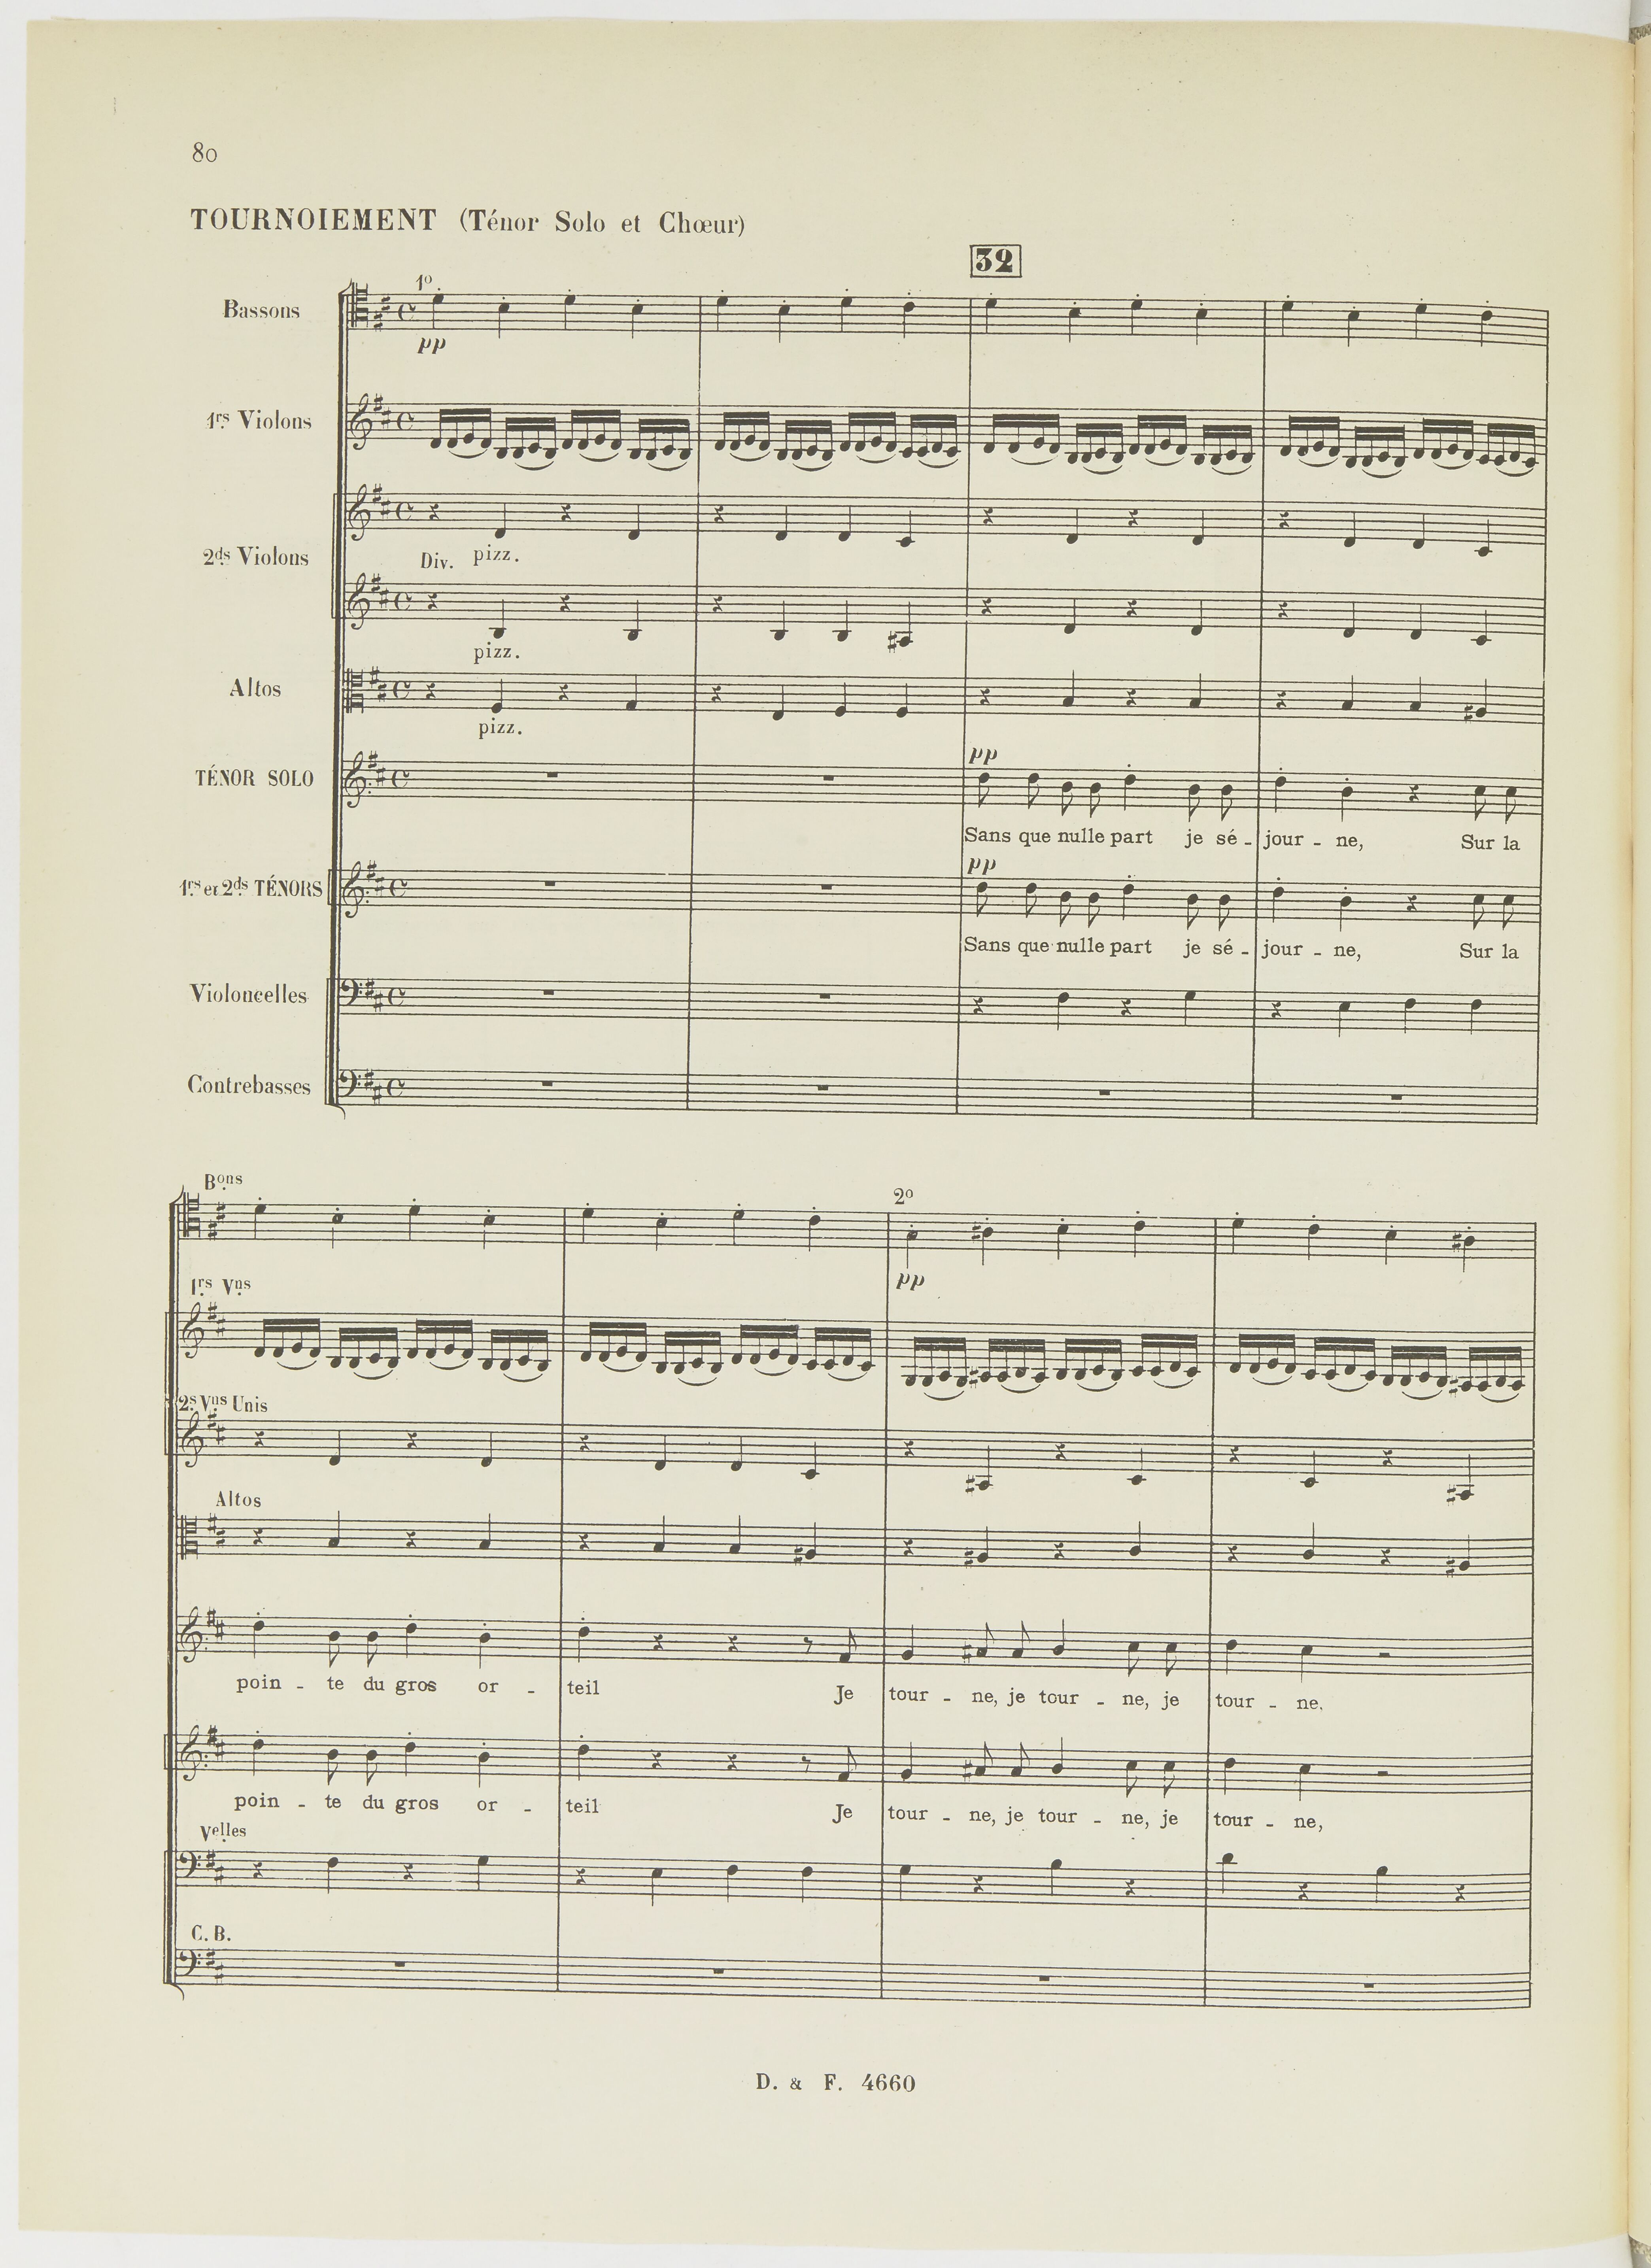 80
TOURNOIEMENT (Ténor Solo et Chœur)
32
1º
Bassons
pp
1rs Violons
2ds Violons
Div. pizz.
pizz.
Altos
pizz.
pp
TÉNOR SOLO
Sans que nulle part je sé - jour - ne, Sur la
pp
1rs et 2ds TÉNORS
Sans que nulle part je sé - jour - ne, Sur la
Violoncelles
Contrebasses
Bons
2º
pp
1rs Vns
2s Vns Unis
Altos
poin - te du gros or - teil Je tour - ne, je tour - ne, je tour - ne.
poin - te du gros or - teil Je tour - ne, je tour - ne, je tour - ne,
Velles
C. B.
D. & F. 4660